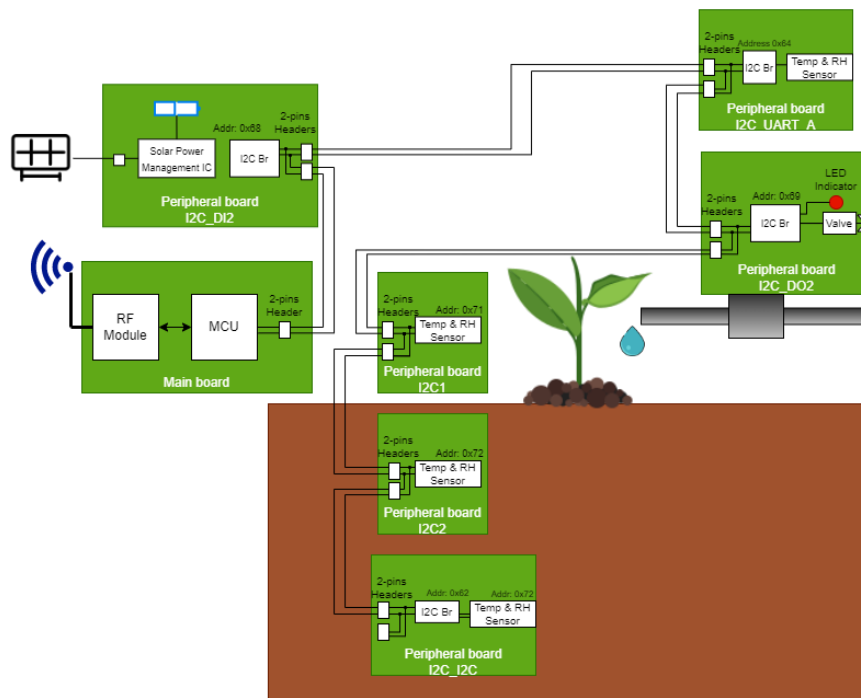 2-pins
Headers
Address 0x64
I2C Br
Temp & RH
Sensor
Peripheral board
I2C_UART_A
Solar Power
Management IC
Addr: 0x68
2-pins
Headers
I2C Br
Peripheral board
I2C_DI2
LED
Indicator
Addr: 0x69
2-pins
Headers
I2C Br
Valve
Peripheral board
I2C_DO2
RF
Module
MCU
2-pins
Header
Main board
2-pins
Headers
Addr: 0x71
Temp & RH
Sensor
Peripheral board
I2C1
2-pins
Headers
Addr: 0x72
Temp & RH
Sensor
Peripheral board
I2C2
2-pins
Headers
Addr: 0x62
Addr: 0x72
I2C Br
Temp & RH
Sensor
Peripheral board
I2C_I2C